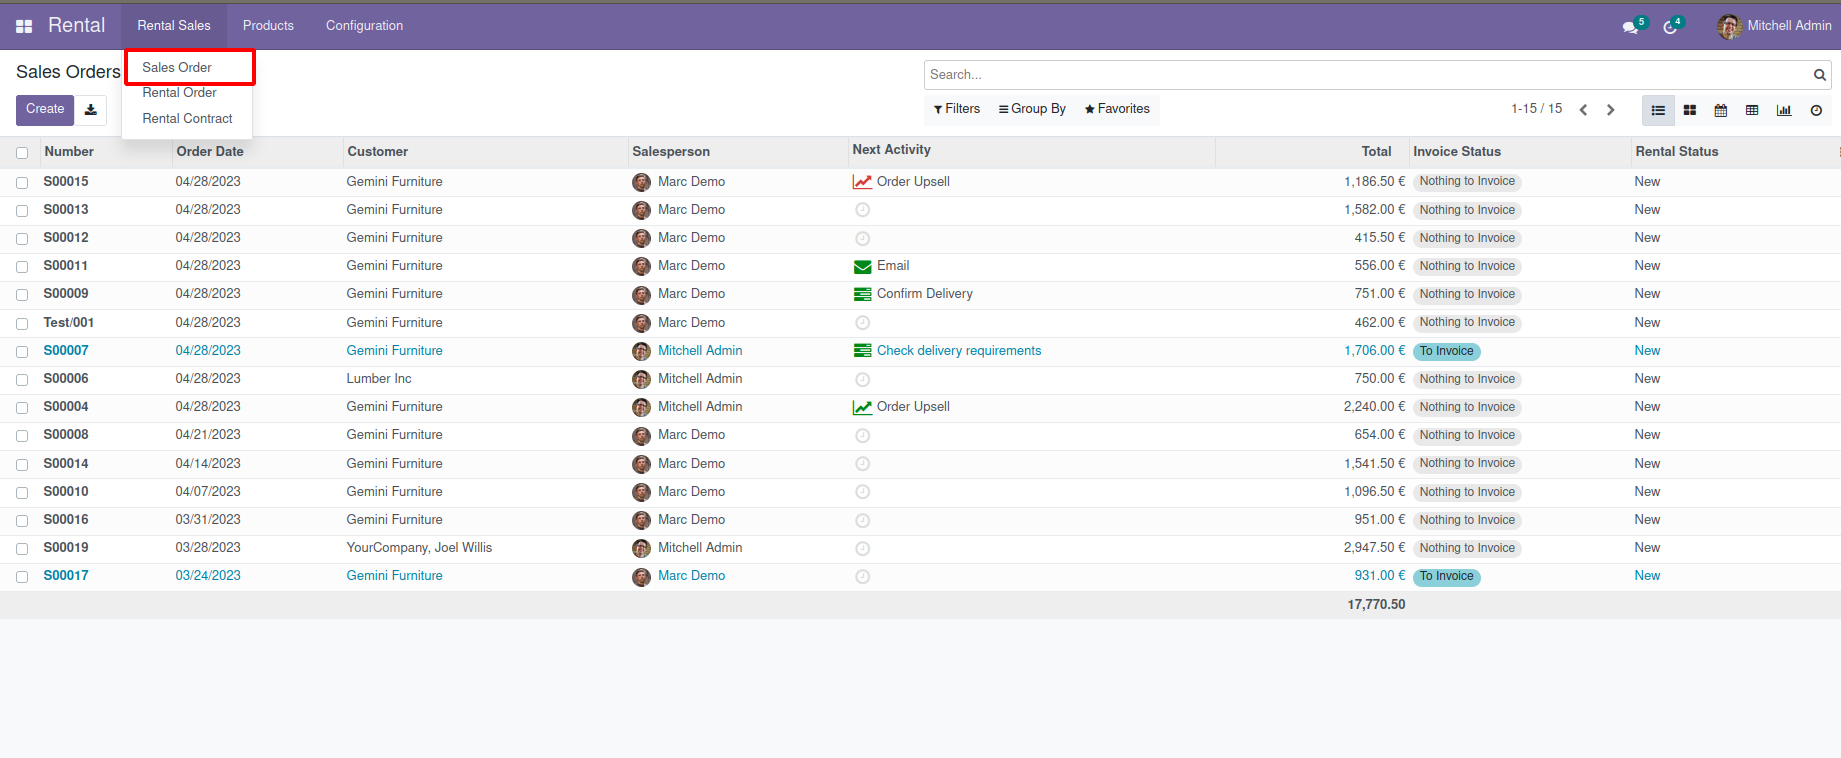 Rental Rental Sales Products Configuration 5 4 Mitchell Admin
Sales Orders Sales Order Search...
Create Rental Order Filters Group By Favorites 1-15 / 15
Rental Contract
Number Order Date Customer Salesperson Next Activity Total Invoice Status Rental Status
S00015 04/28/2023 Gemini Furniture Marc Demo Order Upsell 1,186.50 € Nothing to Invoice New
S00013 04/28/2023 Gemini Furniture Marc Demo 1,582.00 € Nothing to Invoice New
S00012 04/28/2023 Gemini Furniture Marc Demo 415.50 € Nothing to Invoice New
S00011 04/28/2023 Gemini Furniture Marc Demo Email 556.00 € Nothing to Invoice New
S00009 04/28/2023 Gemini Furniture Marc Demo Confirm Delivery 751.00 € Nothing to Invoice New
Test/001 04/28/2023 Gemini Furniture Marc Demo 462.00 € Nothing to Invoice New
S00007 04/28/2023 Gemini Furniture Mitchell Admin Check delivery requirements 1,706.00 € To Invoice New
S00006 04/28/2023 Lumber Inc Mitchell Admin 750.00 € Nothing to Invoice New
S00004 04/28/2023 Gemini Furniture Mitchell Admin Order Upsell 2,240.00 € Nothing to Invoice New
S00008 04/21/2023 Gemini Furniture Marc Demo 654.00 € Nothing to Invoice New
S00014 04/14/2023 Gemini Furniture Marc Demo 1,541.50 € Nothing to Invoice New
S00010 04/07/2023 Gemini Furniture Marc Demo 1,096.50 € Nothing to Invoice New
S00016 03/31/2023 Gemini Furniture Marc Demo 951.00 € Nothing to Invoice New
S00019 03/28/2023 YourCompany, Joel Willis Mitchell Admin 2,947.50 € Nothing to Invoice New
S00017 03/24/2023 Gemini Furniture Marc Demo 931.00 € To Invoice New
17,770.50